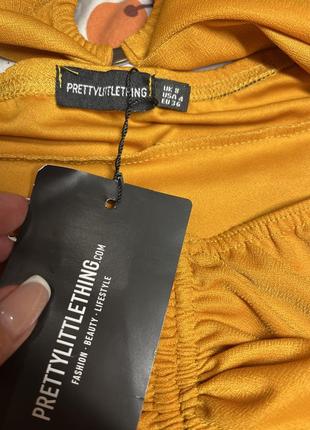 PRETTYLITTLETHING
UK 8
USA 4
EU 36
PRETTYLITTLETHING.COM
FASHION · BEAUTY · LIFESTYLE